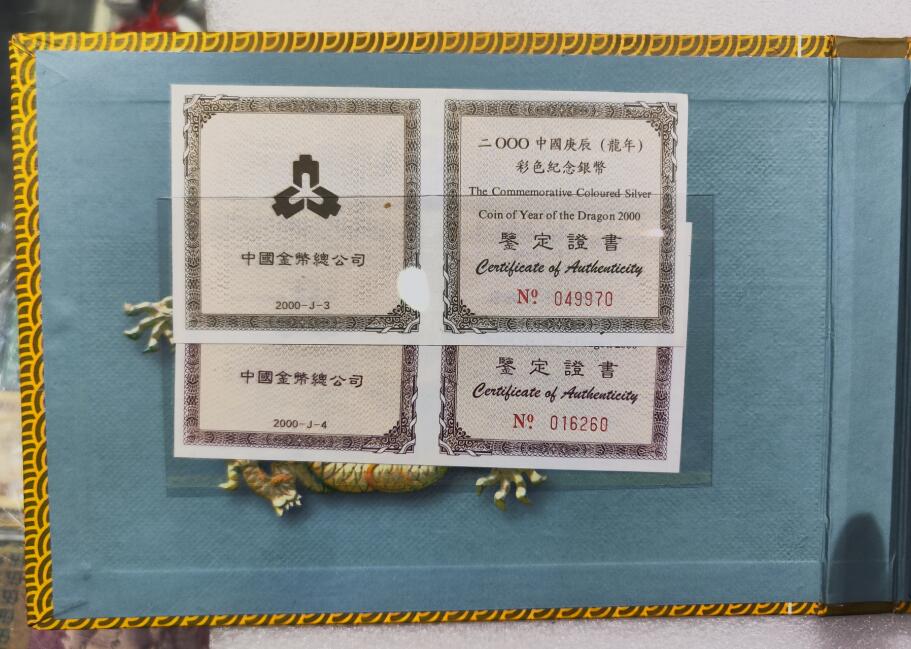 中國金幣總公司
2000-J-3
二OOO 中國庚辰（龍年）
彩色紀念銀幣
The Commemorative Coloured Silver
Coin of Year of the Dragon 2000
鑒定證書
Certificate of Authenticity
Nº 049970
中國金幣總公司
2000-J-4
鑒定證書
Certificate of Authenticity
Nº 016260